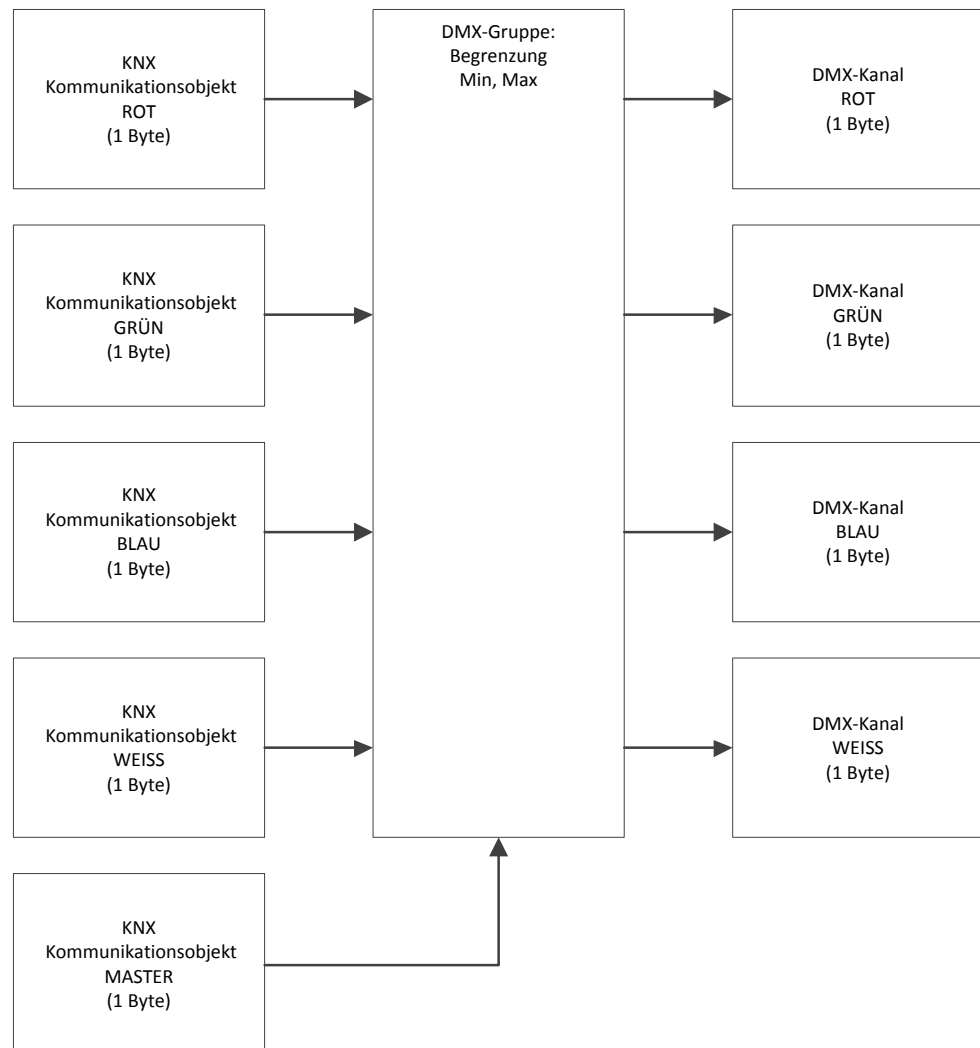 KNX
Kommunikationsobjekt
ROT
(1 Byte)
DMX-Gruppe:
Begrenzung
Min, Max
DMX-Kanal
ROT
(1 Byte)
KNX
Kommunikationsobjekt
GRÜN
(1 Byte)
DMX-Kanal
GRÜN
(1 Byte)
KNX
Kommunikationsobjekt
BLAU
(1 Byte)
DMX-Kanal
BLAU
(1 Byte)
KNX
Kommunikationsobjekt
WEISS
(1 Byte)
DMX-Kanal
WEISS
(1 Byte)
KNX
Kommunikationsobjekt
MASTER
(1 Byte)